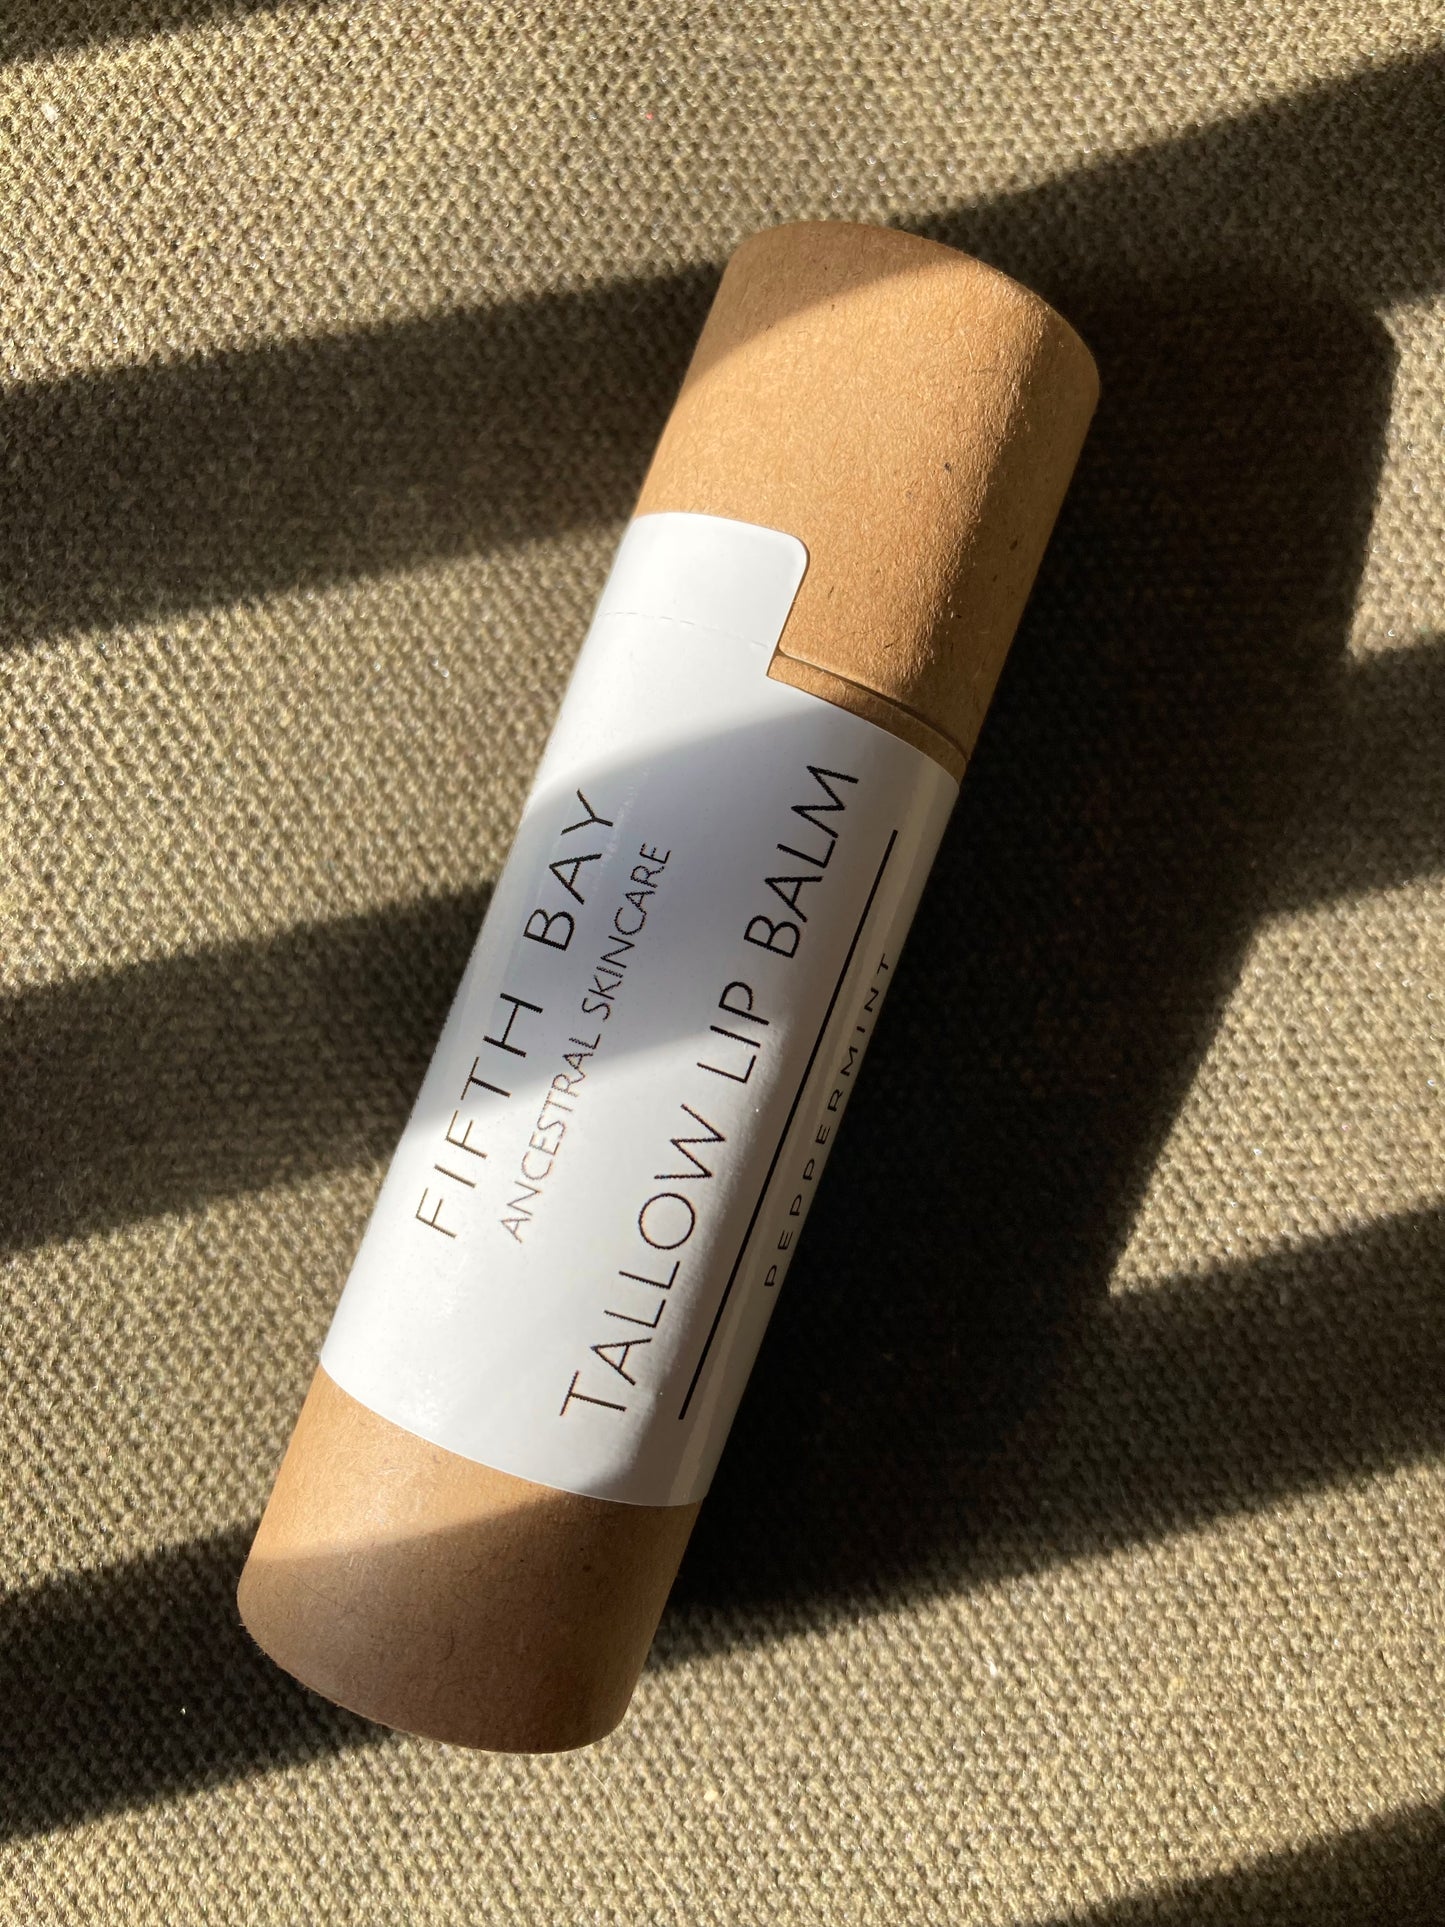 FIFTH BAY
ANCESTRAL SKINCARE
TALLOW LIP BALM
PEPPERMINT